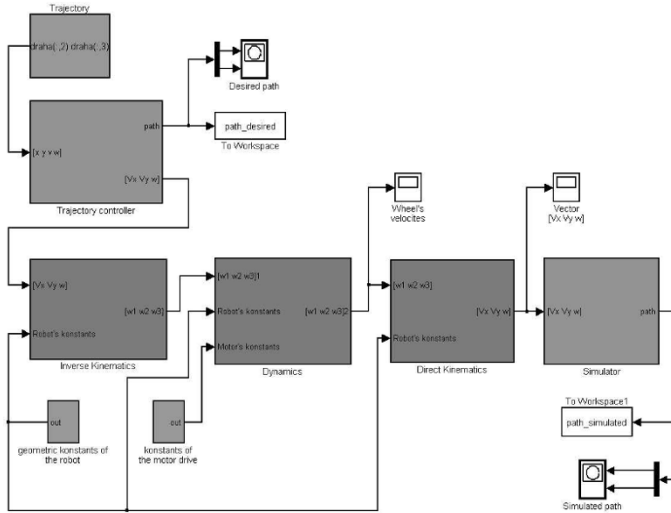 Trajectory
draha(:,2) draha(:,3)
path
[x y x w]
[Vx Vy w]
Trajectory controller
Desired path
path_desired
To Workspace
Wheel's
velocites
Vector
[Vx Vy w]
[Vx Vy w]
[w1 w2 w3]
Robot's konstants
Inverse Kinematics
[w1 w2 w3]1
Robot's konstants
[w1 w2 w3]2
Motor's konstants
Dynamics
[w1 w2 w3]
[Vx Vy w]
Robot's konstants
Direct Kinematics
[Vx Vy w]
path
Simulator
out
geometric konstants of
the robot
out
konstants of
the motor drive
To Workspace1
path_simulated
Simulated path